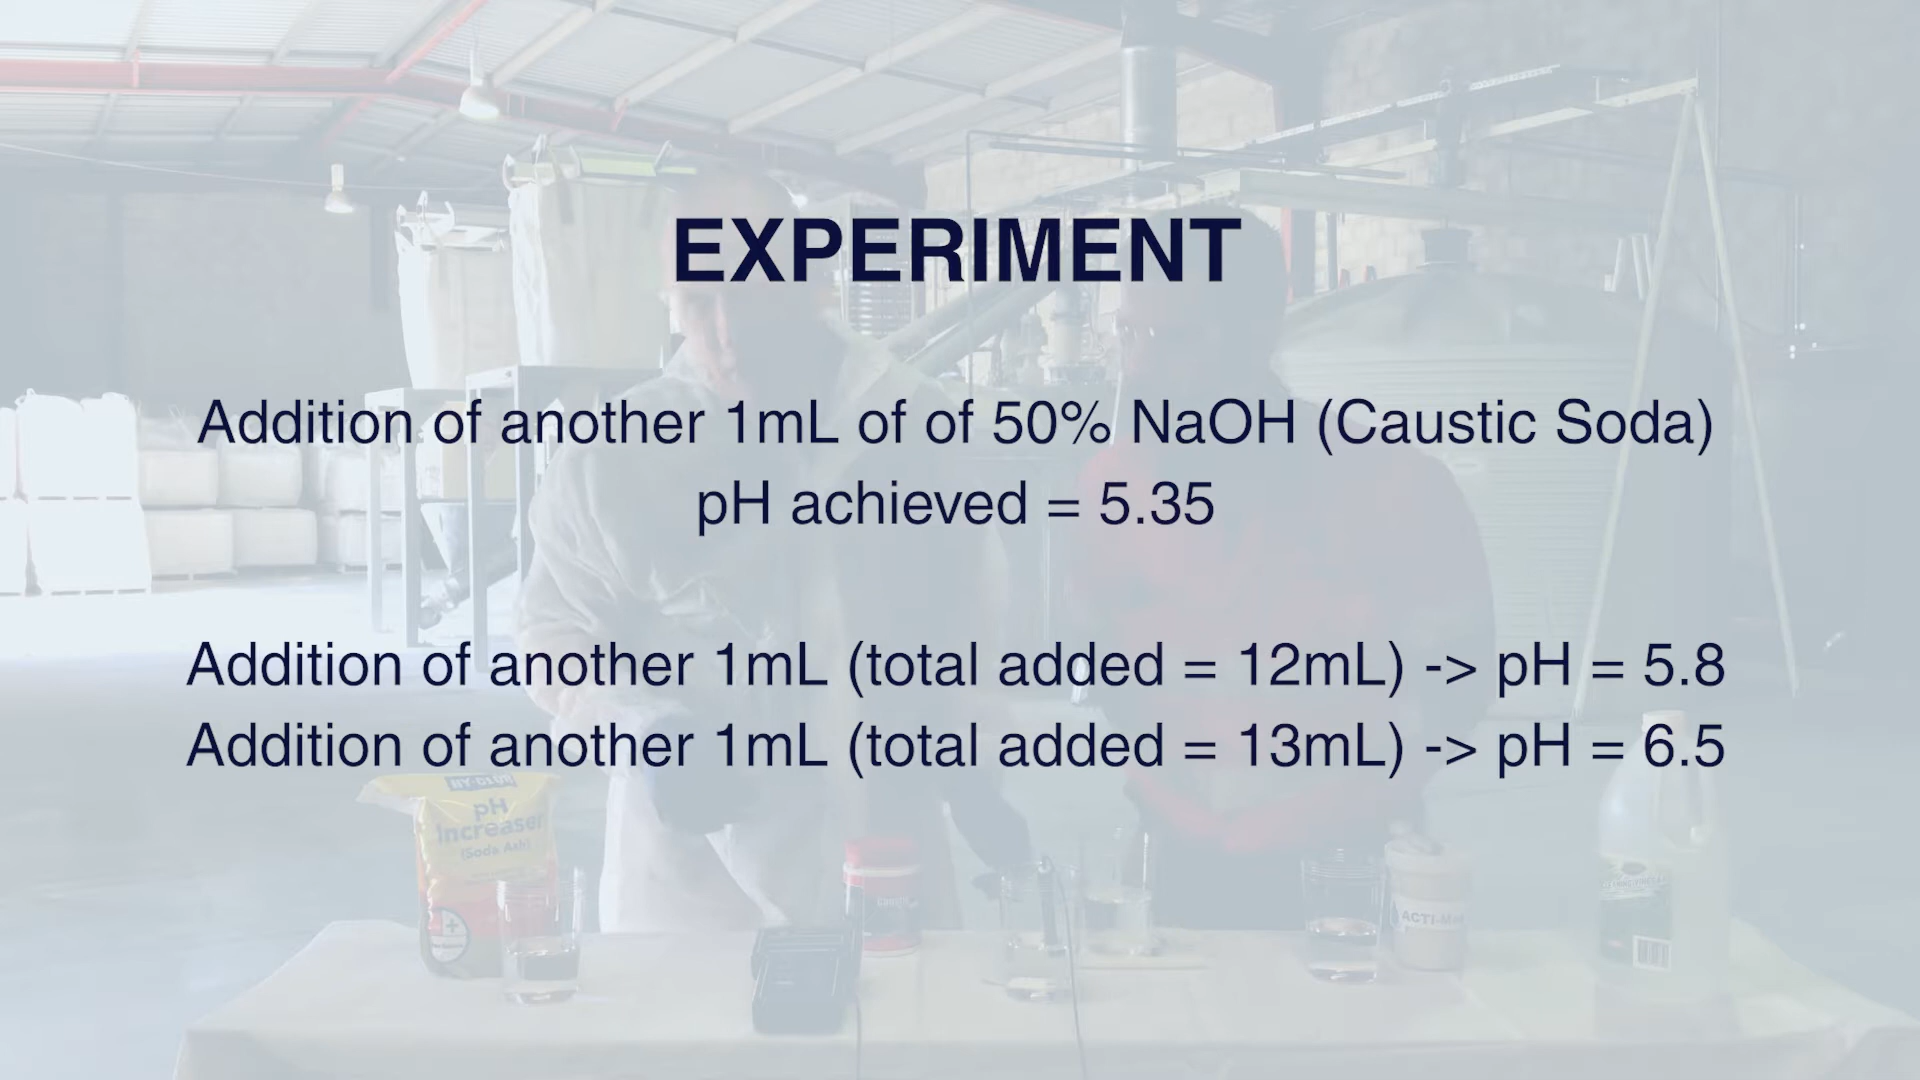 EXPERIMENT
Addition of another 1mL of of 50% NaOH (Caustic Soda)
pH achieved = 5.35
Addition of another 1mL (total added = 12mL) -> pH = 5.8
Addition of another 1mL (total added = 13mL) -> pH = 6.5
pH
Increaser
(Soda Ash)
ACTI-Mag